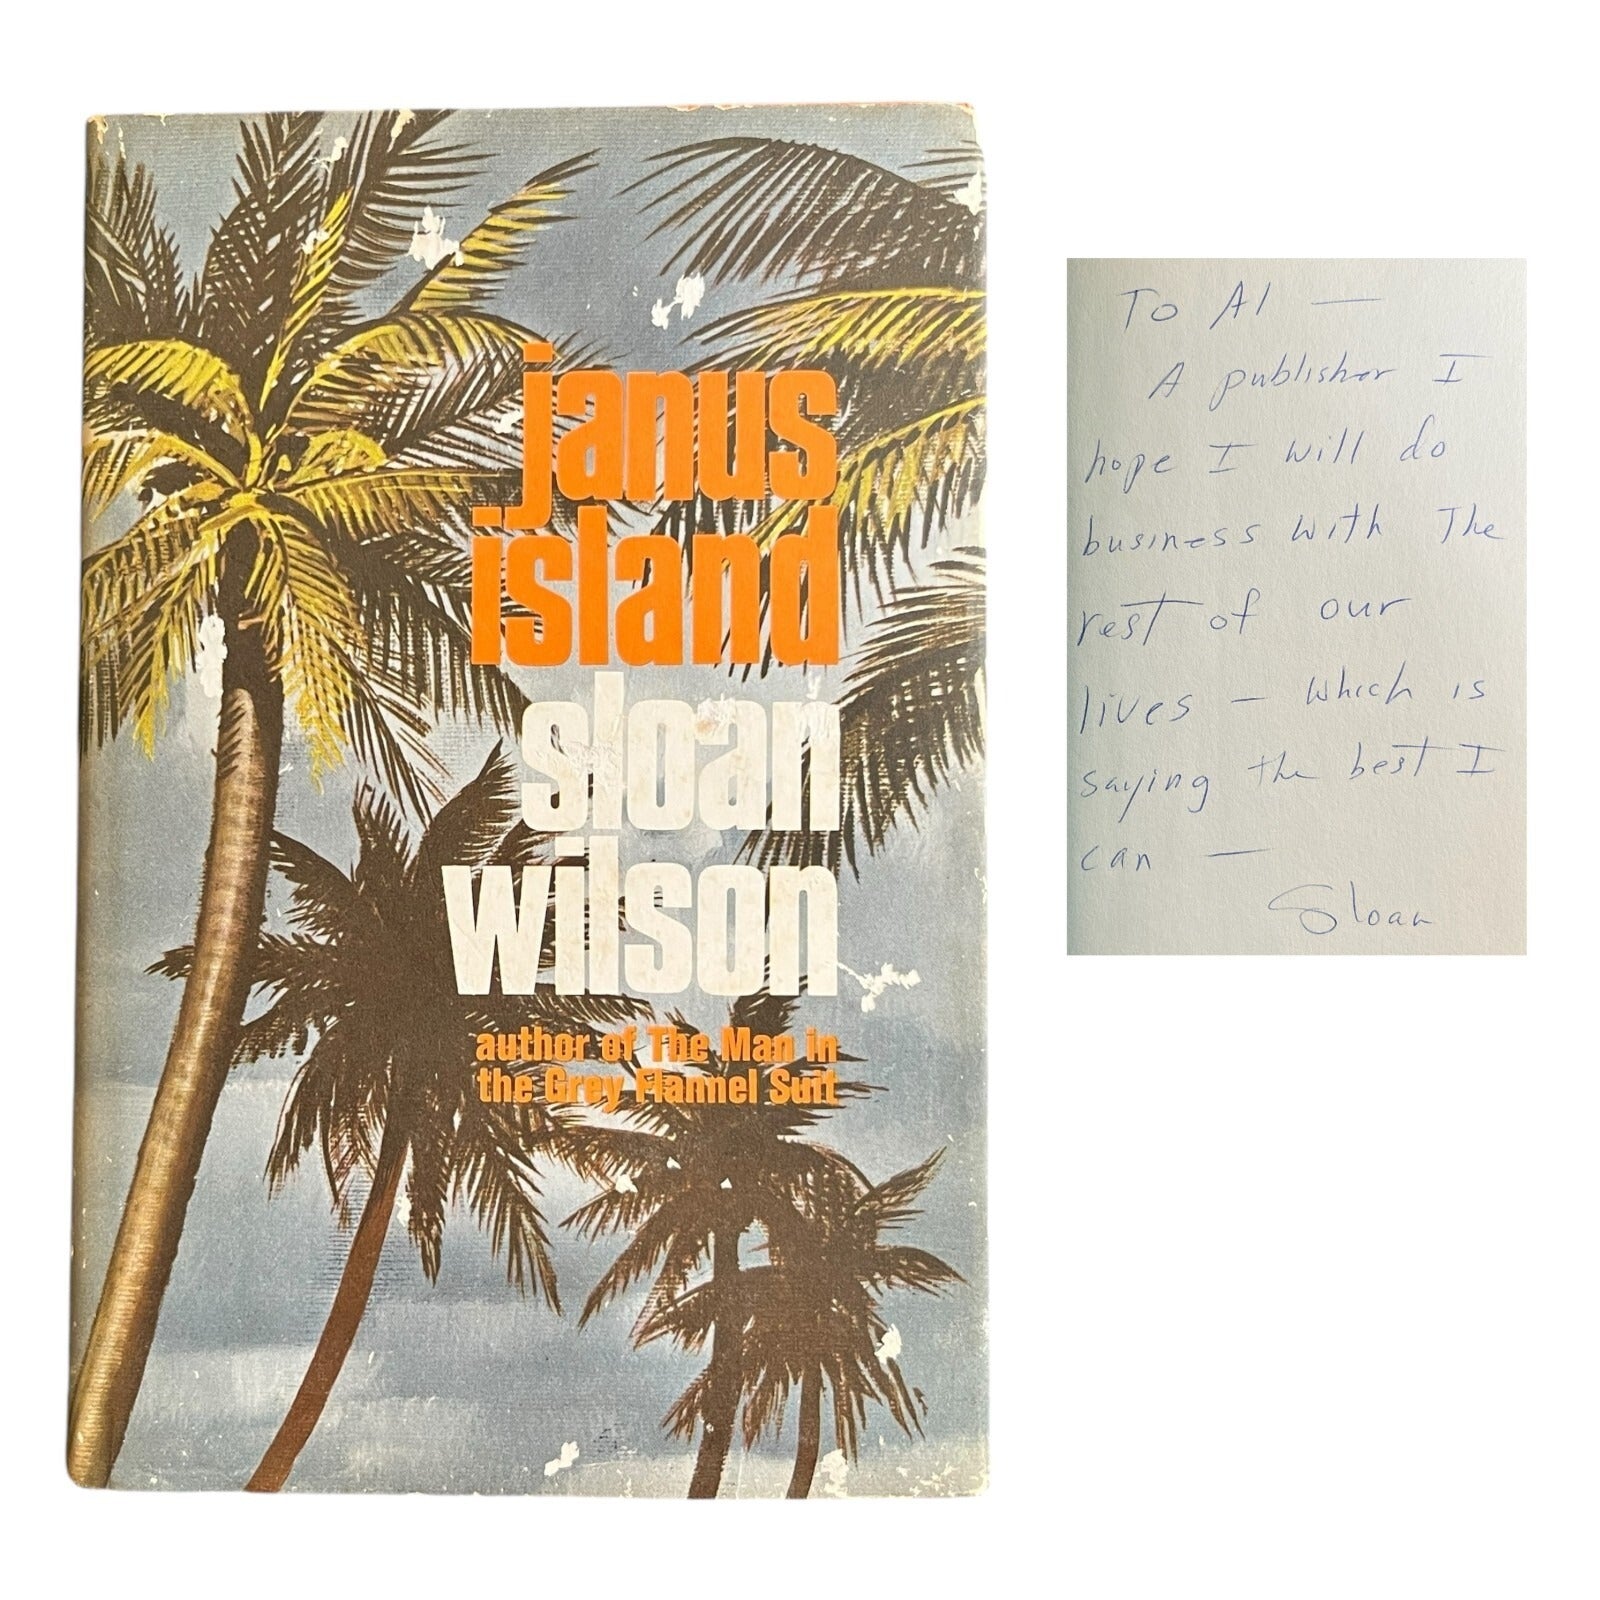 janus
island
sloan
wilson
author of The Man in
the Grey Flannel Suit
To Al —
A publisher I
hope I will do
business with The
rest of our
lives — which is
saying the best I
can —
Sloan